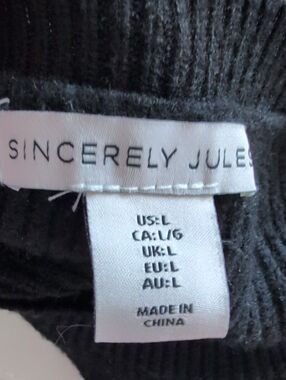 SINCERELY JULES
US:L
CA:L/G
UK:L
EU:L
AU:L
MADE IN
CHINA